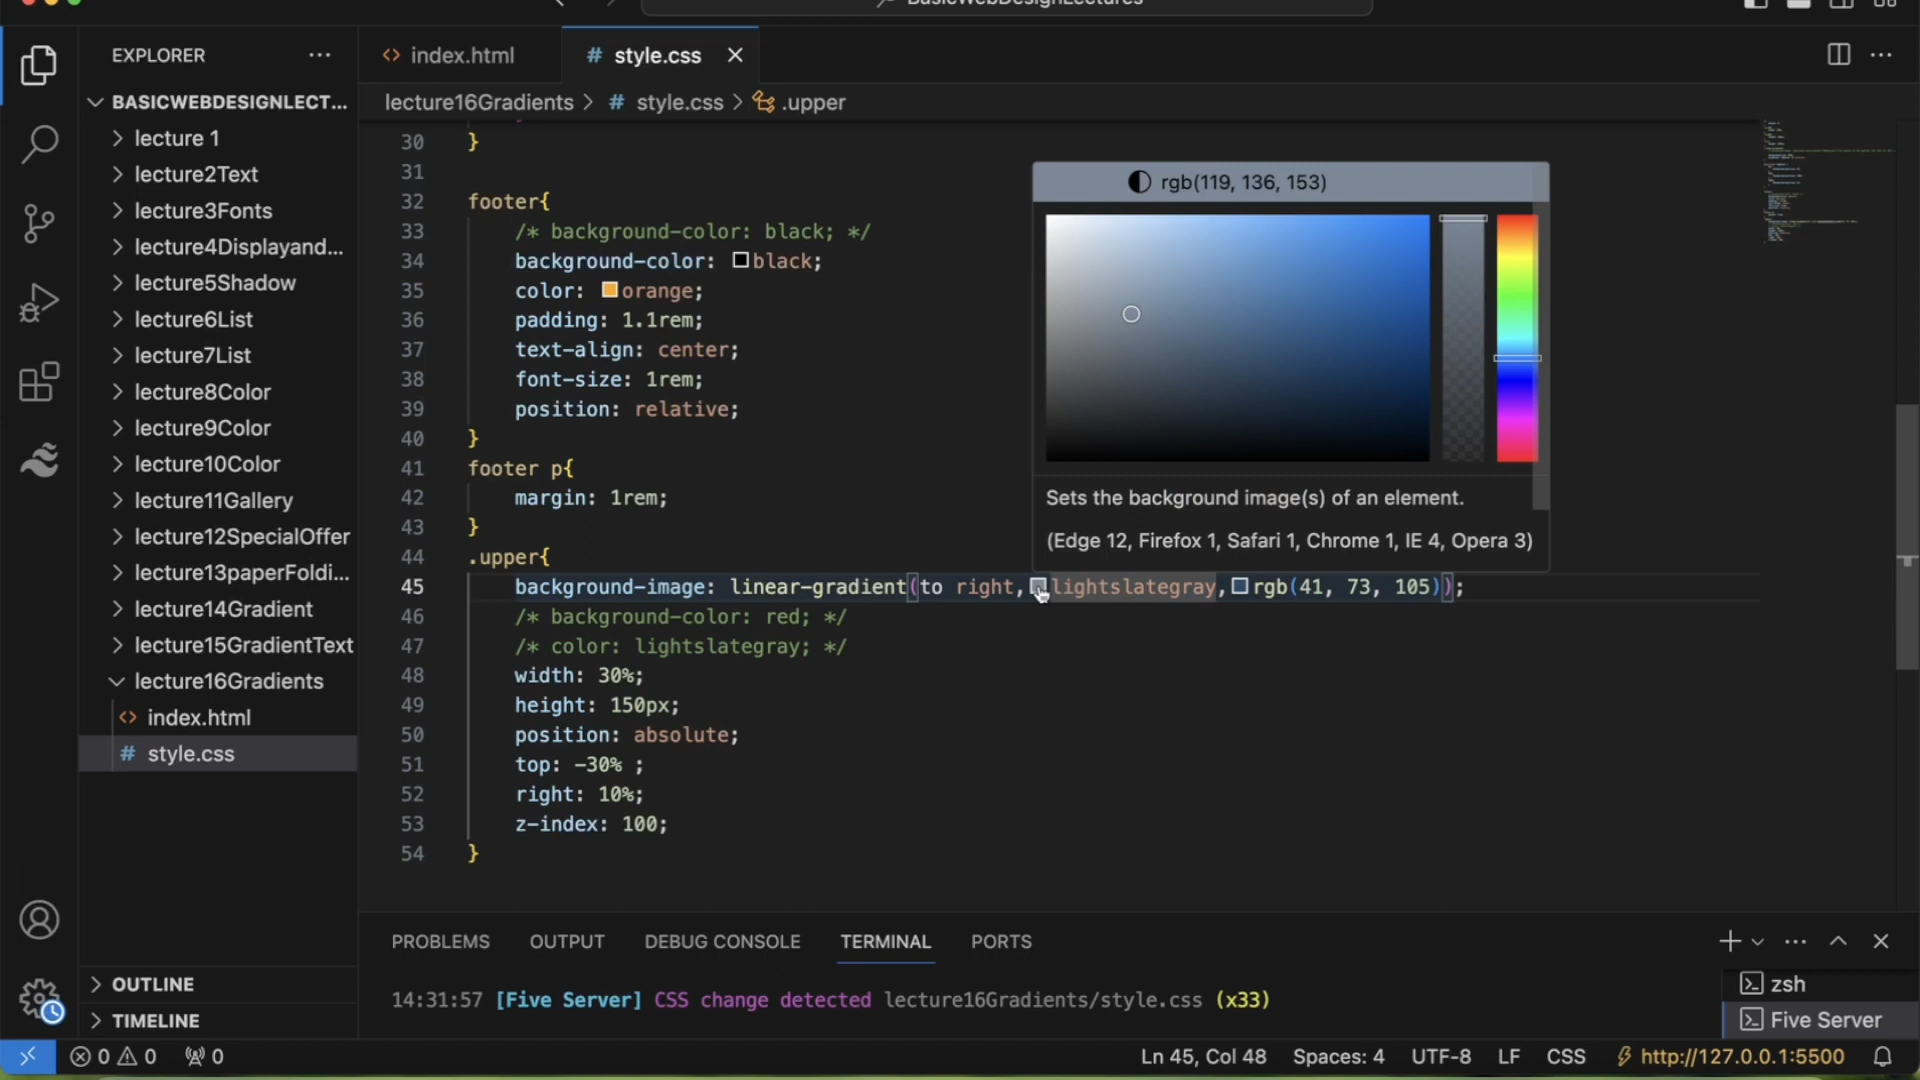 BasicWebDesignLectures
EXPLORER
index.html
# style.css
BASICWEBDESIGNLECT...
lecture 1
lecture2Text
lecture3Fonts
lecture4Displayand...
lecture5Shadow
lecture6List
lecture7List
lecture8Color
lecture9Color
lecture10Color
lecture11Gallery
lecture12SpecialOffer
lecture13paperFoldi...
lecture14Gradient
lecture15GradientText
lecture16Gradients
index.html
# style.css
OUTLINE
TIMELINE
lecture16Gradients > # style.css > .upper
30 }
31
32 footer{
33 /* background-color: black; */
34 background-color: black;
35 color: orange;
36 padding: 1.1rem;
37 text-align: center;
38 font-size: 1rem;
39 position: relative;
40 }
41 footer p{
42 margin: 1rem;
43 }
44 .upper{
45 background-image: linear-gradient(to right,lightslategray,rgb(41, 73, 105));
46 /* background-color: red; */
47 /* color: lightslategray; */
48 width: 30%;
49 height: 150px;
50 position: absolute;
51 top: -30% ;
52 right: 10%;
53 z-index: 100;
54 }
rgb(119, 136, 153)
Sets the background image(s) of an element.
(Edge 12, Firefox 1, Safari 1, Chrome 1, IE 4, Opera 3)
PROBLEMS OUTPUT DEBUG CONSOLE TERMINAL PORTS
14:31:57 [Five Server] CSS change detected lecture16Gradients/style.css (x33)
zsh
Five Server
0 0 0 Ln 45, Col 48 Spaces: 4 UTF-8 LF CSS http://127.0.0.1:5500